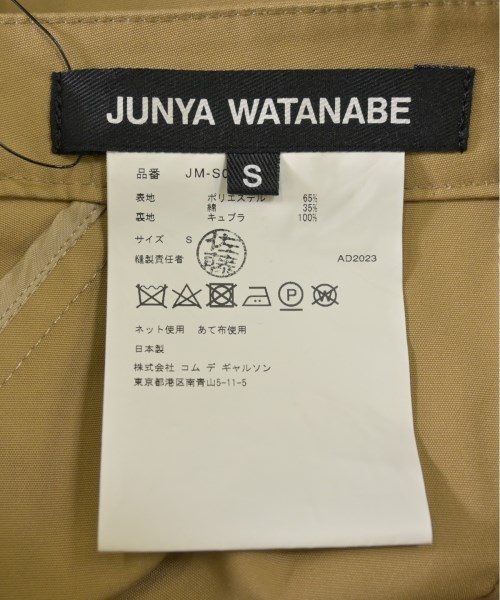 JUNYA WATANABE
S
品番 JM-S0
表地 ポリエステル 65%
綿 35%
裏地 キュプラ 100%
サイズ S
佐藤
縫製責任者 AD2023
ネット使用 あて布使用
日本製
株式会社 コム デ ギャルソン
東京都港区南青山5-11-5